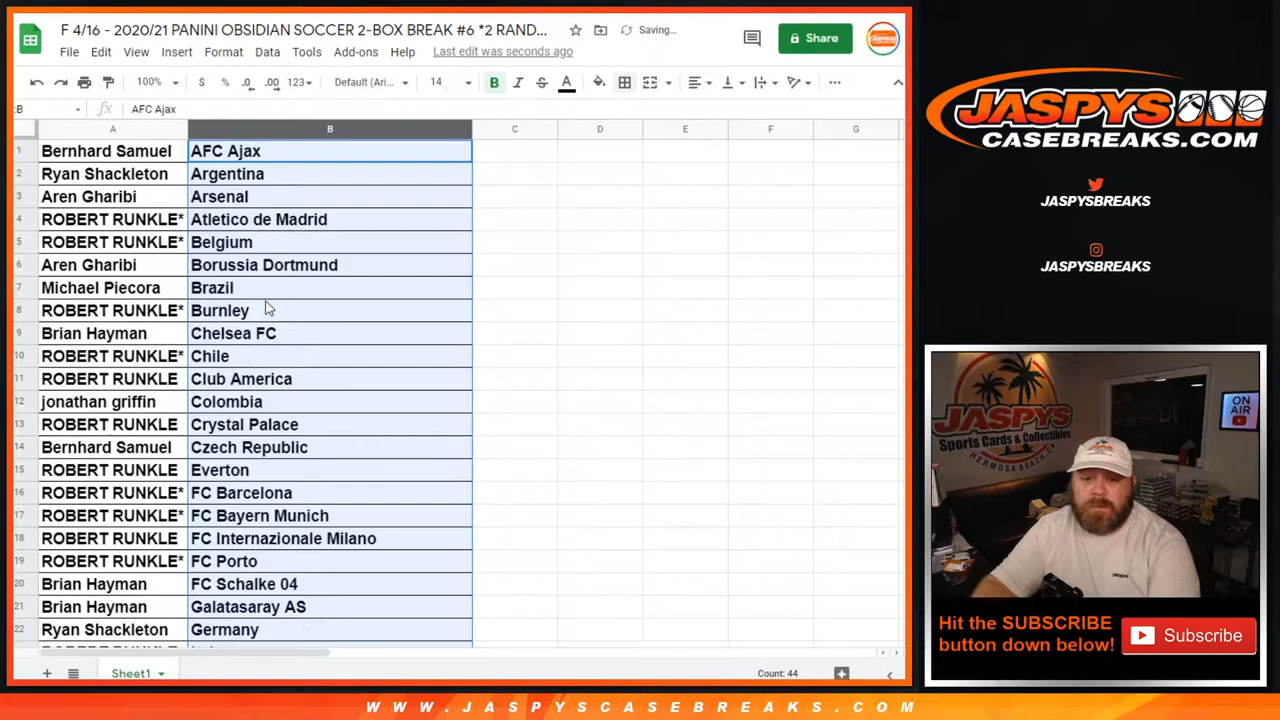 F 4/16 - 2020/21 PANINI OBSIDIAN SOCCER 2-BOX BREAK #6 *2 RAND...
Saving...
Share
File Edit View Insert Format Data Tools Add-ons Help Last edit was seconds ago
100% $ % .0 .00 123 Default (Ari... 14 B I S A
:B fx AFC Ajax
A B C D E F G
1 Bernhard Samuel AFC Ajax
2 Ryan Shackleton Argentina
3 Aren Gharibi Arsenal
4 ROBERT RUNKLE* Atletico de Madrid
5 ROBERT RUNKLE* Belgium
6 Aren Gharibi Borussia Dortmund
7 Michael Piecora Brazil
8 ROBERT RUNKLE* Burnley
9 Brian Hayman Chelsea FC
10 ROBERT RUNKLE* Chile
11 ROBERT RUNKLE Club America
12 jonathan griffin Colombia
13 ROBERT RUNKLE Crystal Palace
14 Bernhard Samuel Czech Republic
15 ROBERT RUNKLE Everton
16 ROBERT RUNKLE* FC Barcelona
17 ROBERT RUNKLE* FC Bayern Munich
18 ROBERT RUNKLE FC Internazionale Milano
19 ROBERT RUNKLE* FC Porto
20 Brian Hayman FC Schalke 04
21 Brian Hayman Galatasaray AS
22 Ryan Shackleton Germany
Sheet1
Count: 44
JASPYS
CASEBREAKS.COM
JASPYSBREAKS
JASPYSBREAKS
JASPYS
Sports Cards & Collectibles
HERMOSA BEACH, CA
ON
AIR
Hit the SUBSCRIBE
button down below!
Subscribe
WWW.JASPYSCASEBREAKS.COM